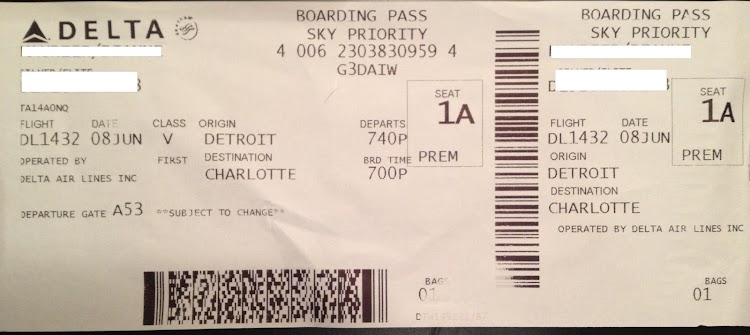 DELTA
BOARDING PASS
SKY PRIORITY
4 006 2303830959 4
G3DAIW
TA14A0NQ
FLIGHT DATE CLASS ORIGIN DEPARTS
DL1432 08JUN V DETROIT 740P
OPERATED BY FIRST DESTINATION BRD TIME
DELTA AIR LINES INC CHARLOTTE 700P
SEAT
1A
PREM
DEPARTURE GATE A53 **SUBJECT TO CHANGE**
BAGS
01
BOARDING PASS
SKY PRIORITY
SEAT
1A
PREM
FLIGHT DATE
DL1432 08JUN
ORIGIN
DETROIT
DESTINATION
CHARLOTTE
OPERATED BY DELTA AIR LINES INC
BAGS
01